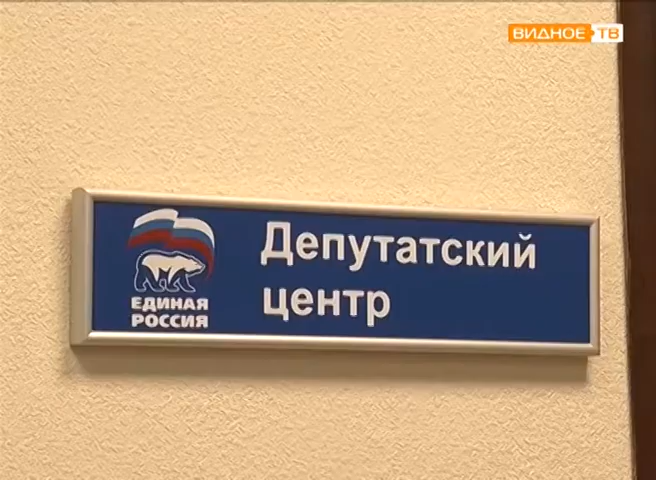 ВИДНОЕ ТВ
Депутатский
центр
ЕДИНАЯ
РОССИЯ